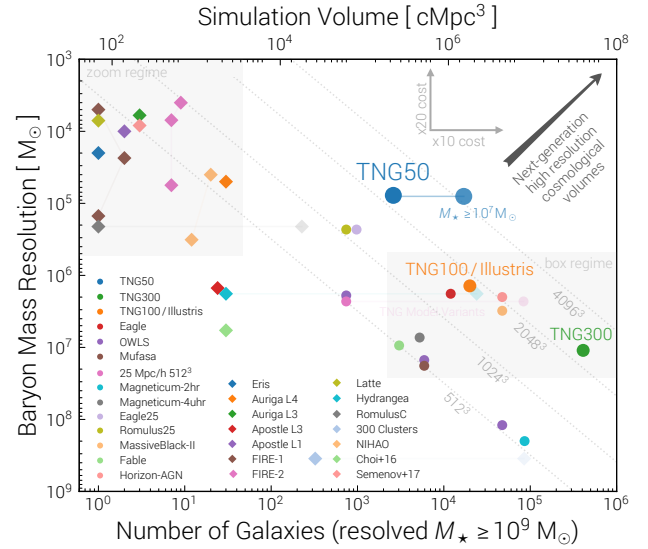 Simulation Volume [ cMpc³ ]
10² 10⁴ 10⁶ 10⁸
10³
10⁴
10⁵
10⁶
10⁷
10⁸
10⁹
Baryon Mass Resolution [ M☉ ]
zoom regime
x20 cost
x10 cost
Next-generation
high resolution
cosmological
volumes
TNG50
M⋆ ≥10⁷ M☉
box regime
TNG100 / Illustris
TNG Model Variants
TNG300
4096³
2048³
1024³
512³
TNG50
TNG300
TNG100 / Illustris
Eagle
OWLS
Mufasa
25 Mpc/h 512³
Magneticum-2hr
Magneticum-4uhr
Eagle25
Romulus25
MassiveBlack-II
Fable
Horizon-AGN
Eris
Auriga L4
Auriga L3
Apostle L3
Apostle L1
FIRE-1
FIRE-2
Latte
Hydrangea
RomulusC
300 Clusters
NIHAO
Choi+16
Semenov+17
10⁰ 10¹ 10² 10³ 10⁴ 10⁵ 10⁶
Number of Galaxies (resolved M⋆ ≥ 10⁹ M☉)